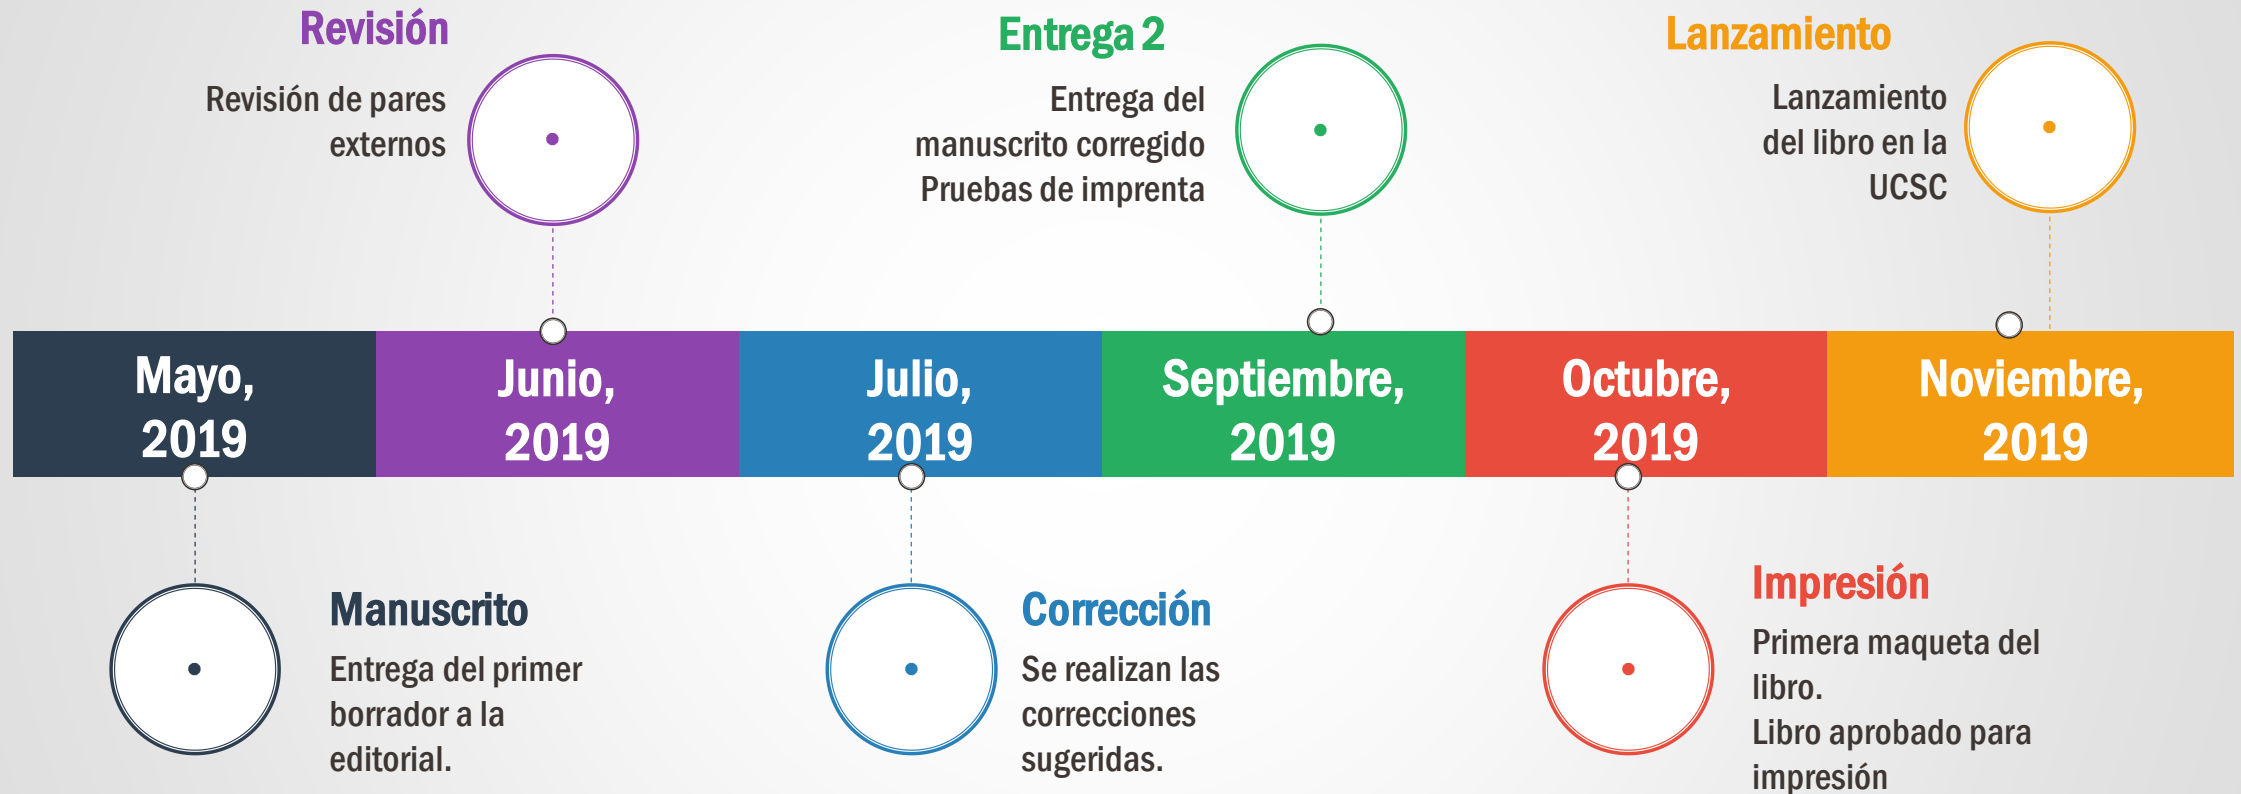 Revisión
Revisión de pares
externos
Entrega 2
Entrega del
manuscrito corregido
Pruebas de imprenta
Lanzamiento
Lanzamiento
del libro en la
UCSC
Mayo,
2019
Junio,
2019
Julio,
2019
Septiembre,
2019
Octubre,
2019
Noviembre,
2019
Manuscrito
Entrega del primer
borrador a la
editorial.
Corrección
Se realizan las
correcciones
sugeridas.
Impresión
Primera maqueta del
libro.
Libro aprobado para
impresión